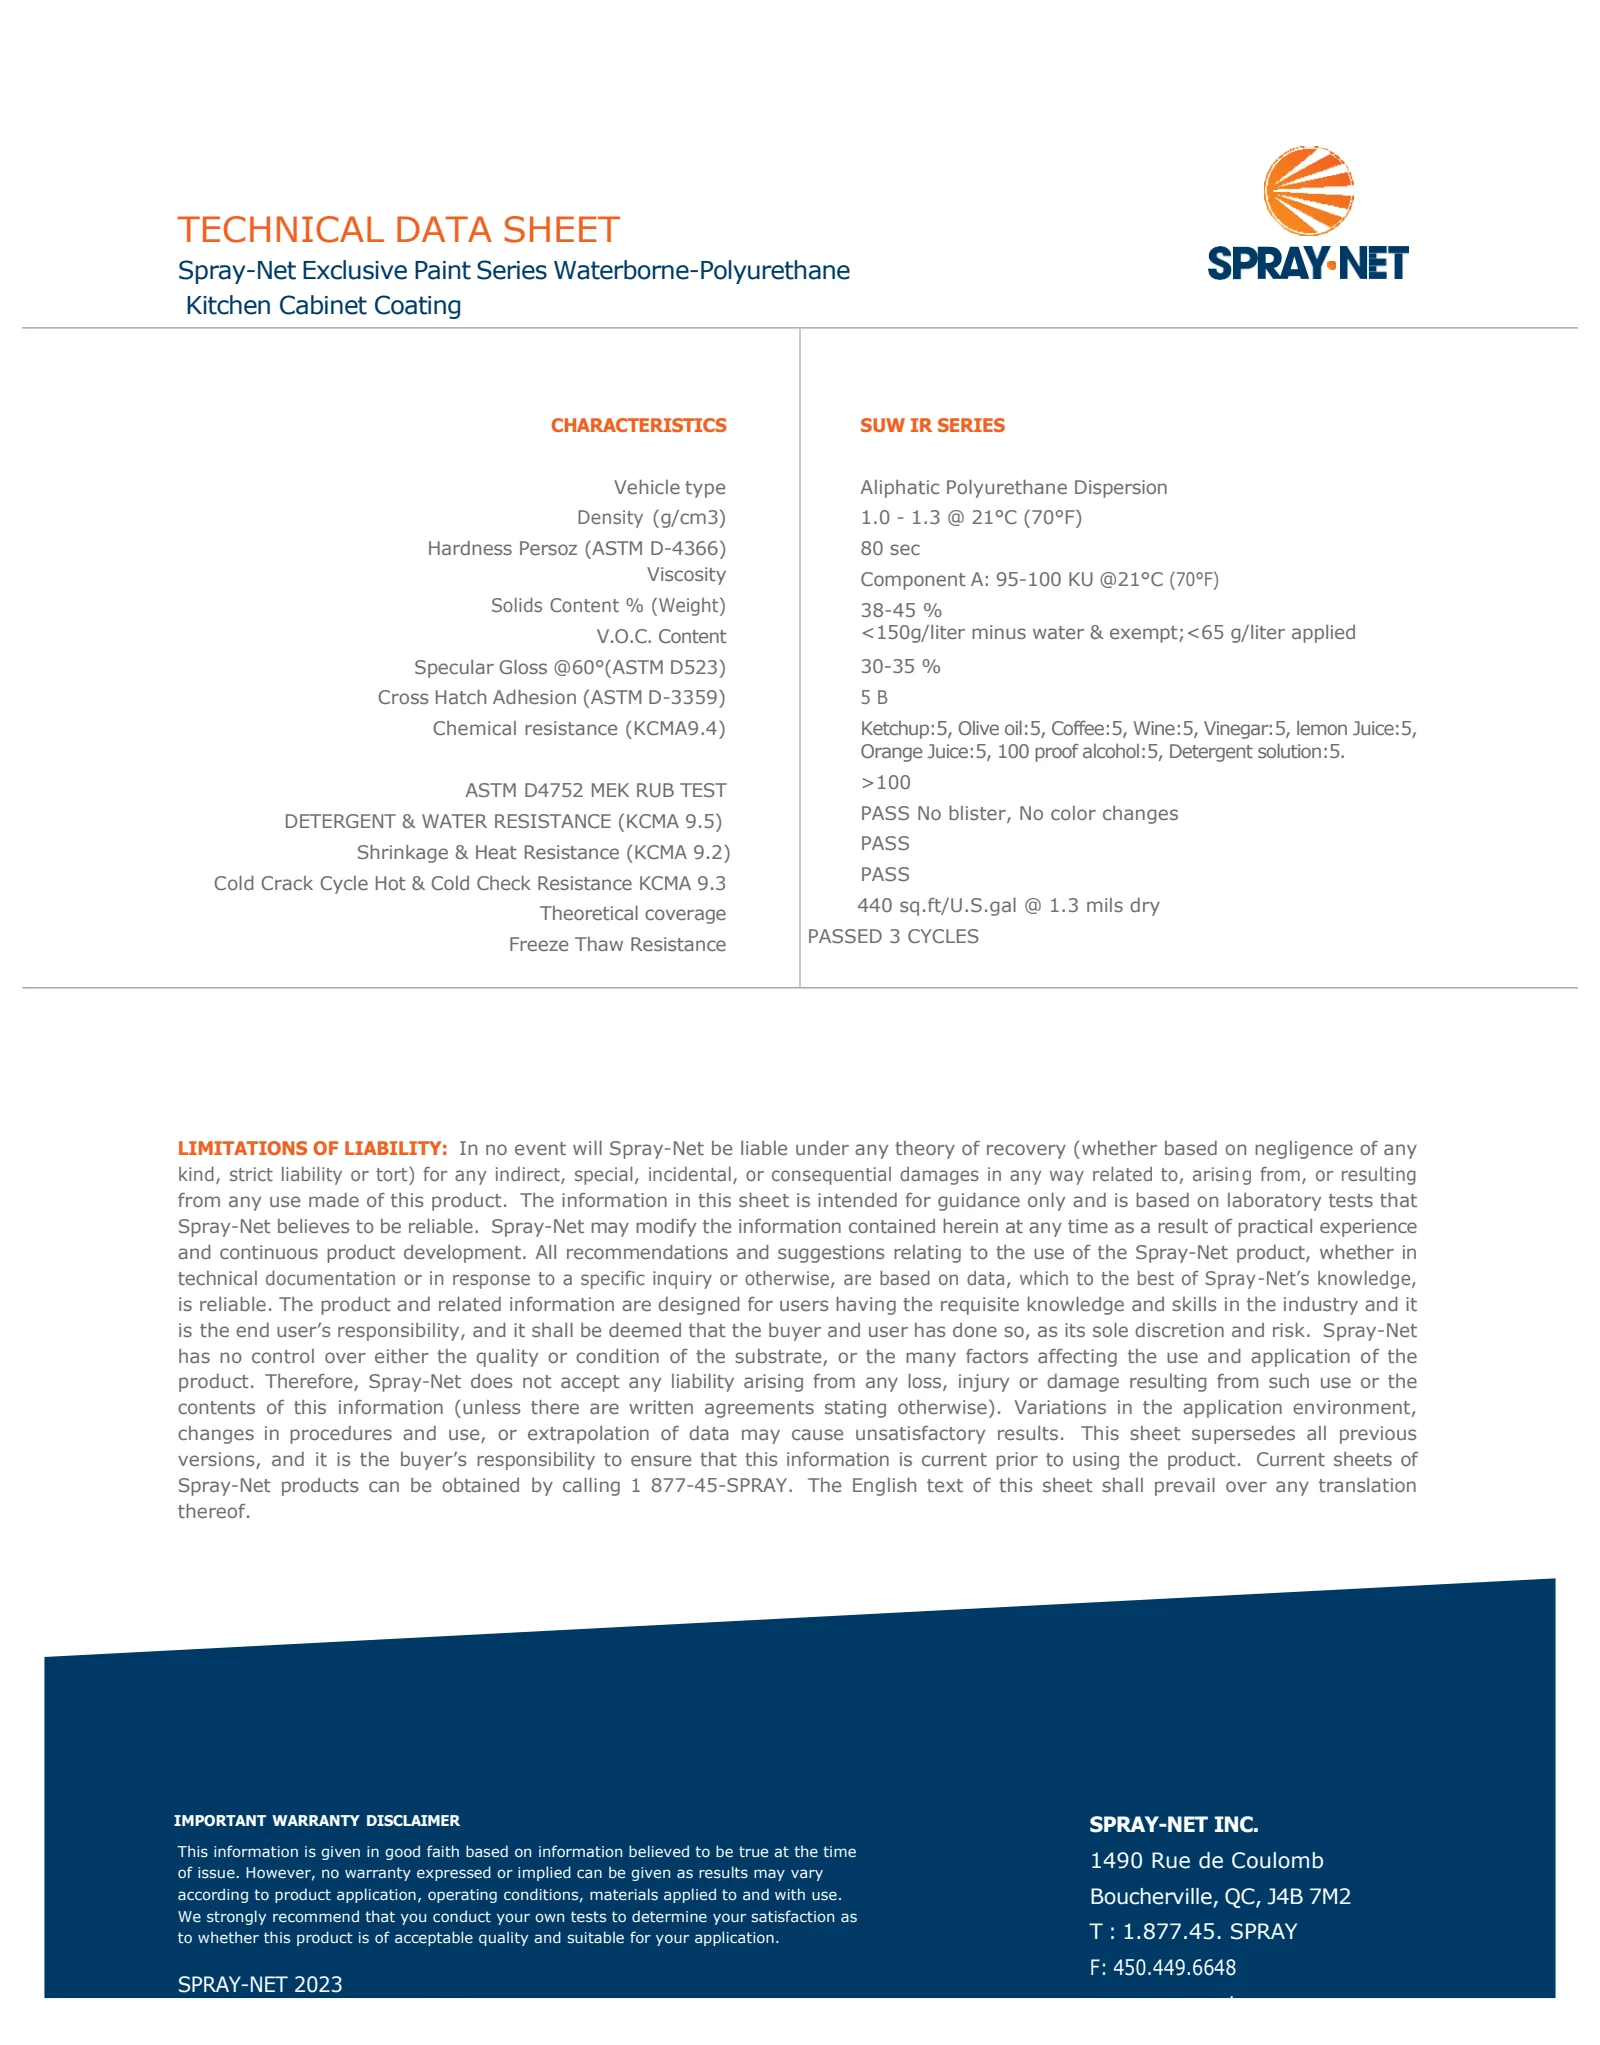 TECHNICAL DATA SHEET
Spray-Net Exclusive Paint Series Waterborne-Polyurethane
Kitchen Cabinet Coating
SPRAY·NET
CHARACTERISTICS
SUW IR SERIES
Vehicle type
Aliphatic Polyurethane Dispersion
Density (g/cm3)
1.0 - 1.3 @ 21°C (70°F)
Hardness Persoz (ASTM D-4366)
80 sec
Viscosity
Component A: 95-100 KU @21°C (70°F)
Solids Content % (Weight)
38-45 %
V.O.C. Content
<150g/liter minus water & exempt;<65 g/liter applied
Specular Gloss @60°(ASTM D523)
30-35 %
Cross Hatch Adhesion (ASTM D-3359)
5 B
Chemical resistance (KCMA9.4)
Ketchup:5, Olive oil:5, Coffee:5, Wine:5, Vinegar:5, lemon Juice:5,
Orange Juice:5, 100 proof alcohol:5, Detergent solution:5.
ASTM D4752 MEK RUB TEST
>100
DETERGENT & WATER RESISTANCE (KCMA 9.5)
PASS No blister, No color changes
Shrinkage & Heat Resistance (KCMA 9.2)
PASS
Cold Crack Cycle Hot & Cold Check Resistance KCMA 9.3
PASS
Theoretical coverage
440 sq.ft/U.S.gal @ 1.3 mils dry
Freeze Thaw Resistance
PASSED 3 CYCLES
LIMITATIONS OF LIABILITY: In no event will Spray-Net be liable under any theory of recovery (whether based on negligence of any
kind, strict liability or tort) for any indirect, special, incidental, or consequential damages in any way related to, arising from, or resulting
from any use made of this product. The information in this sheet is intended for guidance only and is based on laboratory tests that
Spray-Net believes to be reliable. Spray-Net may modify the information contained herein at any time as a result of practical experience
and continuous product development. All recommendations and suggestions relating to the use of the Spray-Net product, whether in
technical documentation or in response to a specific inquiry or otherwise, are based on data, which to the best of Spray-Net’s knowledge,
is reliable. The product and related information are designed for users having the requisite knowledge and skills in the industry and it
is the end user’s responsibility, and it shall be deemed that the buyer and user has done so, as its sole discretion and risk. Spray-Net
has no control over either the quality or condition of the substrate, or the many factors affecting the use and application of the
product. Therefore, Spray-Net does not accept any liability arising from any loss, injury or damage resulting from such use or the
contents of this information (unless there are written agreements stating otherwise). Variations in the application environment,
changes in procedures and use, or extrapolation of data may cause unsatisfactory results. This sheet supersedes all previous
versions, and it is the buyer’s responsibility to ensure that this information is current prior to using the product. Current sheets of
Spray-Net products can be obtained by calling 1 877-45-SPRAY. The English text of this sheet shall prevail over any translation
thereof.
IMPORTANT WARRANTY DISCLAIMER
This information is given in good faith based on information believed to be true at the time
of issue. However, no warranty expressed or implied can be given as results may vary
according to product application, operating conditions, materials applied to and with use.
We strongly recommend that you conduct your own tests to determine your satisfaction as
to whether this product is of acceptable quality and suitable for your application.
SPRAY-NET 2023
SPRAY-NET INC.
1490 Rue de Coulomb
Boucherville, QC, J4B 7M2
T : 1.877.45. SPRAY
F: 450.449.6648